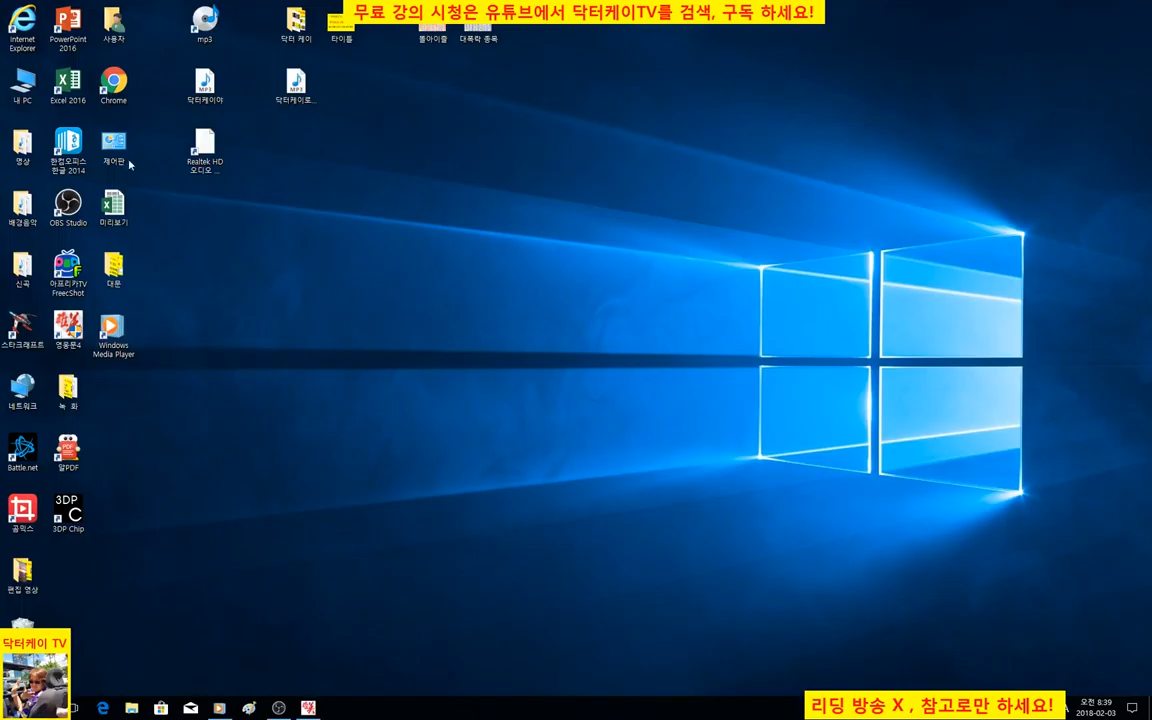 무료 강의 시청은 유튜브에서 닥터케이TV를 검색, 구독 하세요!
Internet
Explorer
PowerPoint
2016
사용자
mp3
닥터 케이
타이틀
돌아이들
대폭락 종목
내 PC
Excel 2016
Chrome
MP3
닥터케이야
MP3
닥터케이로...
영상
한컴오피스
한글 2014
제어판
Realtek HD
오디오 ...
배경음악
OBS Studio
미리보기
신곡
아프리카TV
FreecShot
대문
스타크래프트
영웅문4
Windows
Media Player
네트워크
녹 화
Battle.net
PDF
알PDF
곰믹스
3DP
C
3DP Chip
편집 영상
닥터케이 TV
리딩 방송 X , 참고로만 하세요!
A
오전 8:39
2018-02-03